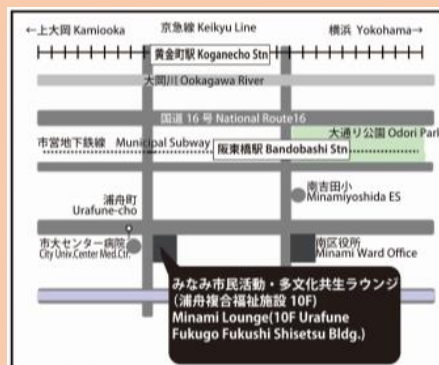 ←上大岡 Kamiooka 京急線 Keikyu Line 横浜 Yokohama→
黄金町駅 Koganecho Stn
大岡川 Ookagawa River
国道 16 号 National Route16
大通り公園 Odori Park
市営地下鉄線 Municipal Subway 阪東橋駅 Bandobashi Stn
南吉田小
Minamiyoshida ES
浦舟町
Urafune-cho
市大センター病院
City Univ.Center Med.Ctr.
南区役所
Minami Ward Office
みなみ市民活動・多文化共生ラウンジ
(浦舟複合福祉施設 10F)
Minami Lounge(10F Urafune
Fukugo Fukushi Shisetsu Bldg.)